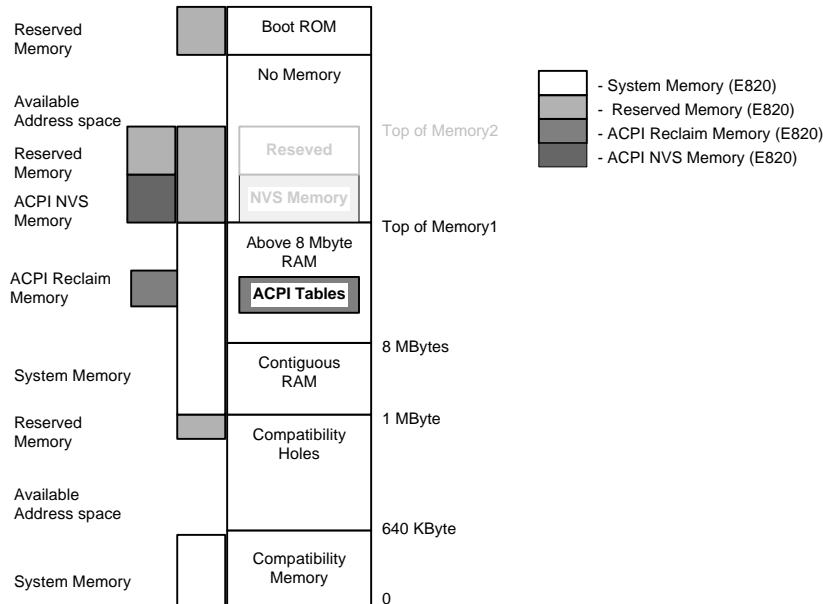 Reserved
Memory
Boot ROM
No Memory
- System Memory (E820)
- Reserved Memory (E820)
- ACPI Reclaim Memory (E820)
- ACPI NVS Memory (E820)
Available
Address space
Top of Memory2
Reserved
Memory
Reseved
ACPI NVS
Memory
NVS Memory
Top of Memory1
Above 8 Mbyte
RAM
ACPI Reclaim
Memory
ACPI Tables
8 MBytes
System Memory
Contiguous
RAM
1 MByte
Reserved
Memory
Compatibility
Holes
Available
Address space
640 KByte
Compatibility
Memory
System Memory
0